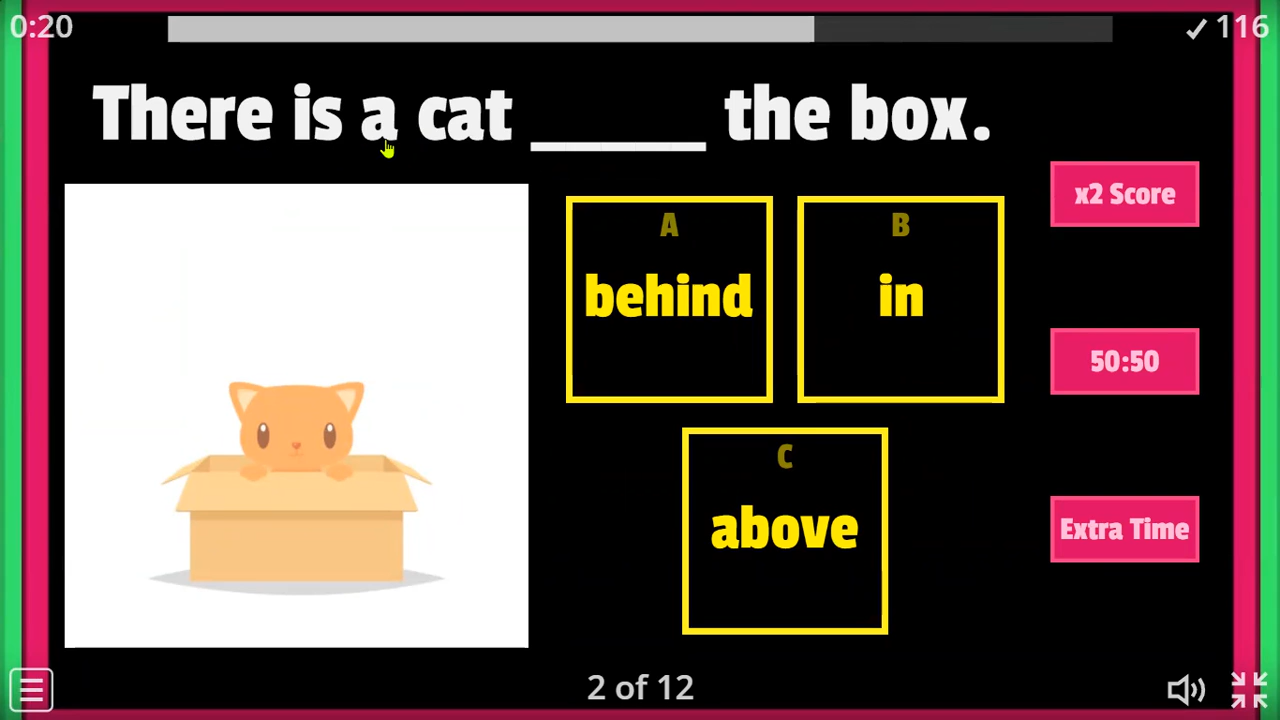 0:20
✓ 116
There is a cat _____ the box.
x2 Score
A
behind
B
in
50:50
C
above
Extra Time
2 of 12